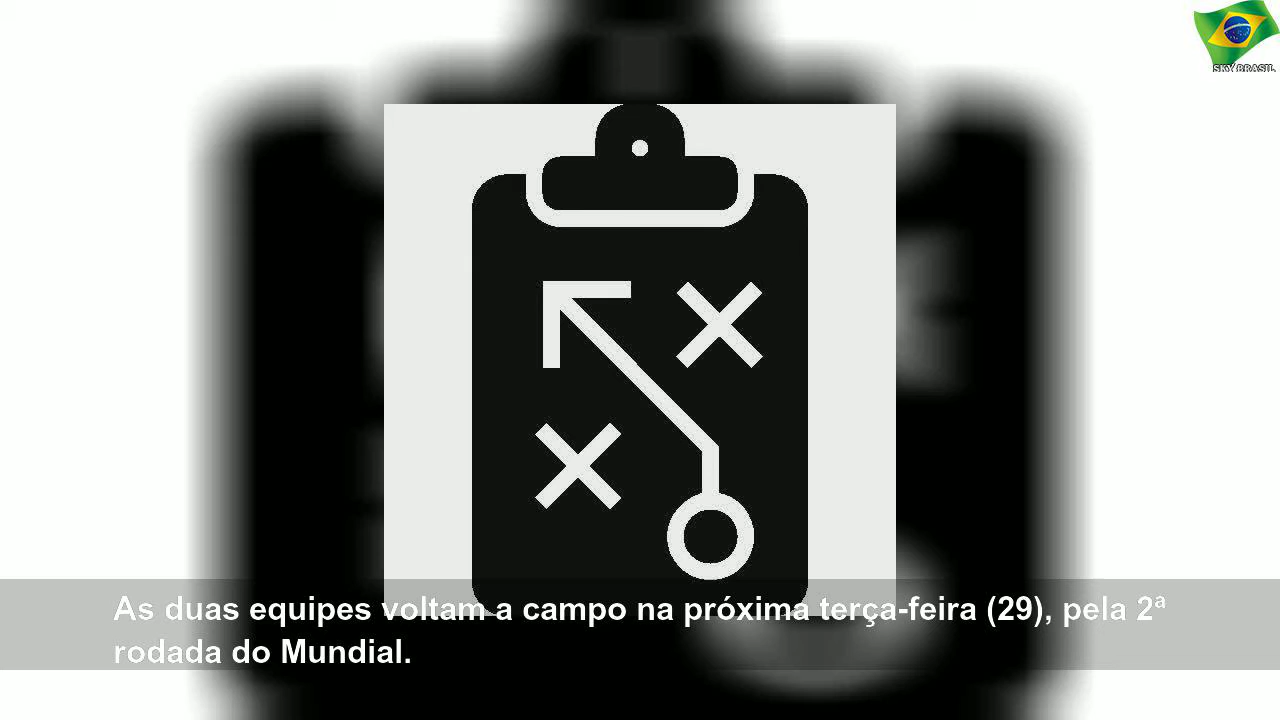 SKY BRASIL
As duas equipes voltam a campo na próxima terça-feira (29), pela 2ª
rodada do Mundial.